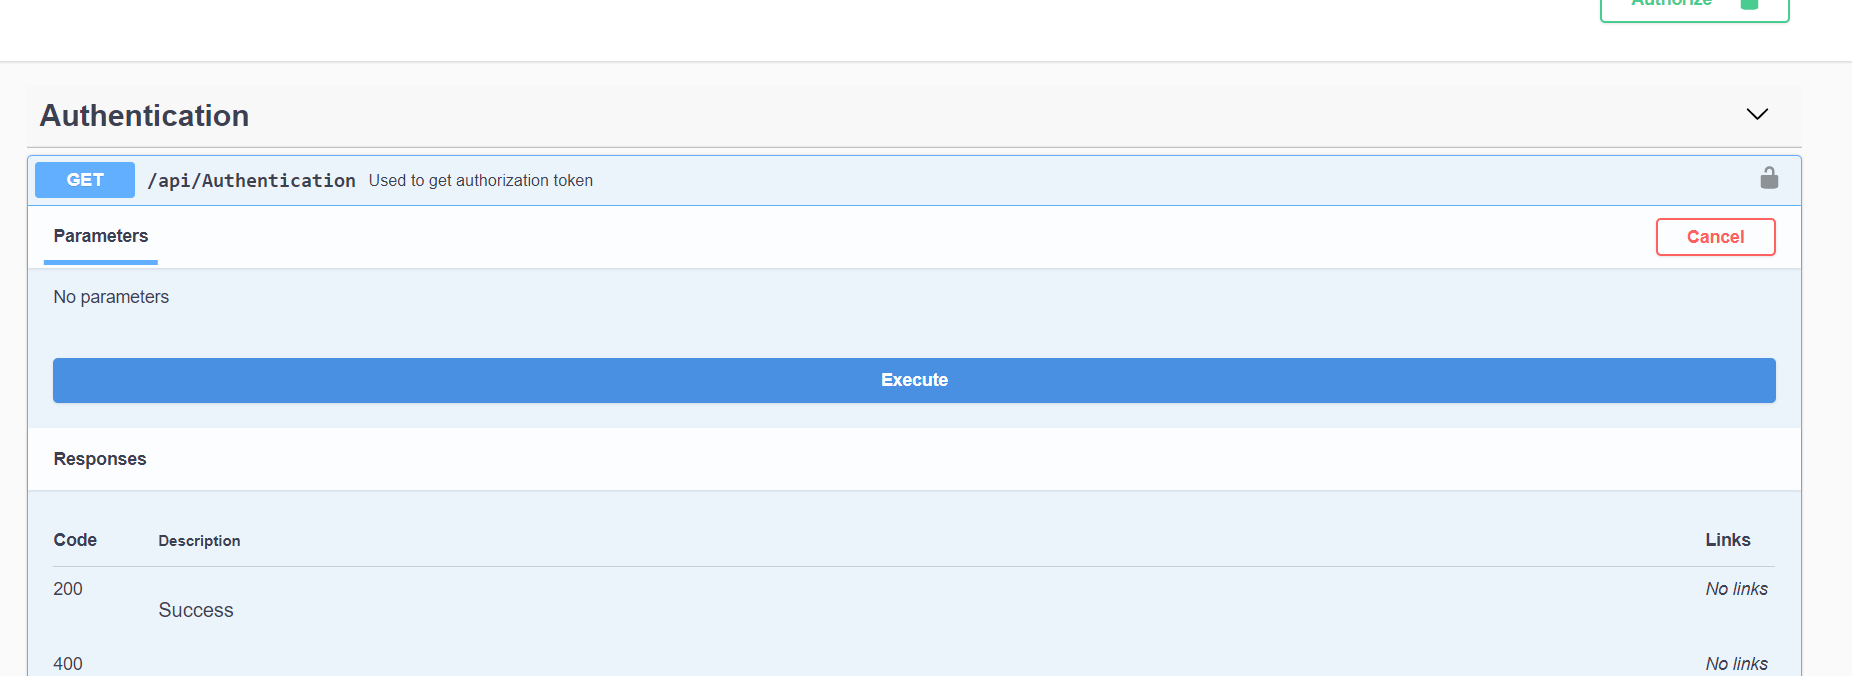 Authorize
Authentication
GET /api/Authentication Used to get authorization token
Parameters Cancel
No parameters
Execute
Responses
Code Description Links
200 Success No links
400 No links